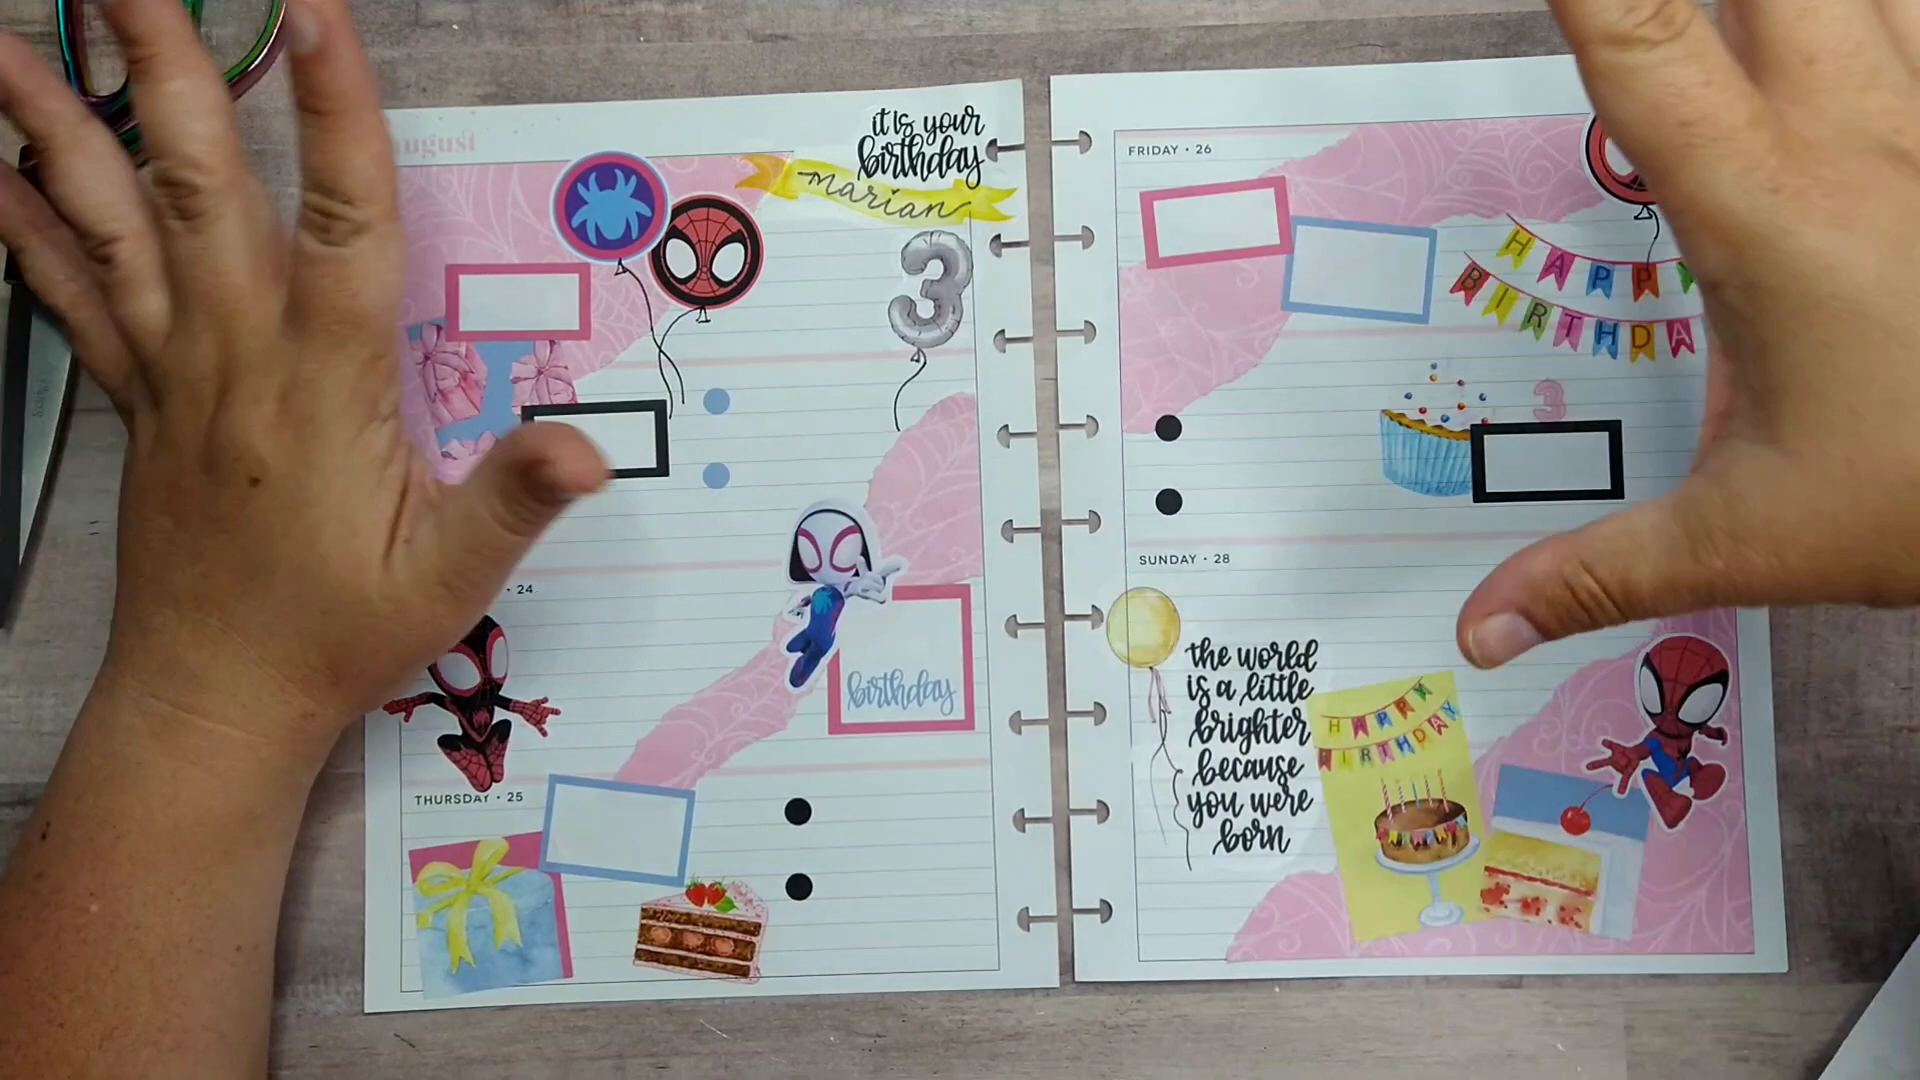 august
it is your
birthday
marian
3
24
birthday
THURSDAY • 25
FRIDAY • 26
HAPPY
BIRTHDA
3
SUNDAY • 28
the world
is a little
brighter
because
you were
born
HAPPY
BIRTHDAY